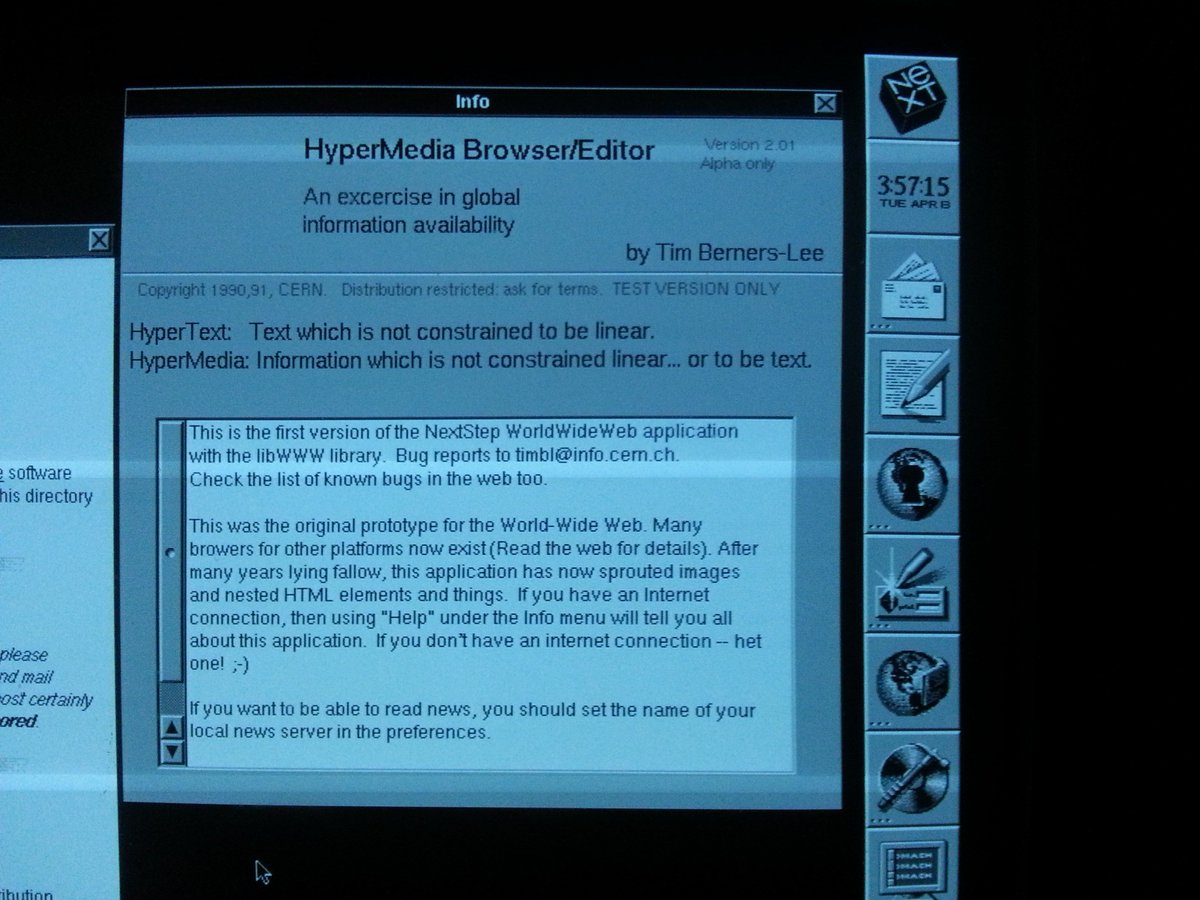 Info
HyperMedia Browser/Editor
Version 2.01
Alpha only
An excercise in global
information availability
by Tim Berners-Lee
Copyright 1990,91, CERN. Distribution restricted: ask for terms. TEST VERSION ONLY
HyperText: Text which is not constrained to be linear.
HyperMedia: Information which is not constrained linear... or to be text.
This is the first version of the NextStep WorldWideWeb application
with the libWWW library. Bug reports to timbl@info.cern.ch.
Check the list of known bugs in the web too.
This was the original prototype for the World-Wide Web. Many
browers for other platforms now exist (Read the web for details). After
many years lying fallow, this application has now sprouted images
and nested HTML elements and things. If you have an Internet
connection, then using "Help" under the Info menu will tell you all
about this application. If you don't have an internet connection -- het
one! ;-)
If you want to be able to read news, you should set the name of your
local news server in the preferences.
software
his directory
please
nd mail
ost certainly
ored.
ribution
NeXT
3:57:15
TUE APR 8